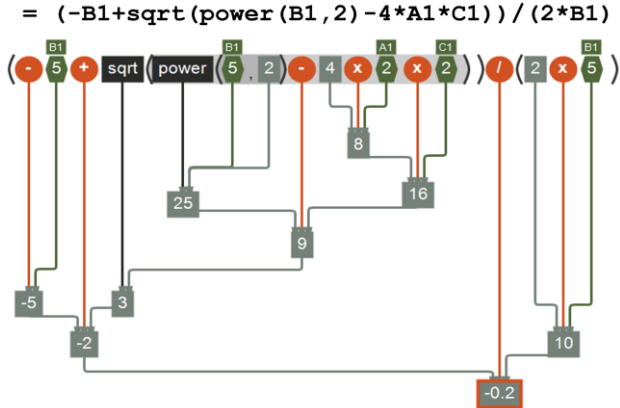 = (-B1+sqrt(power(B1,2)-4*A1*C1))/(2*B1)
B1 B1 A1 C1 B1
( - 5 + sqrt ( power ( 5 , 2 ) - 4 x 2 x 2 ) ) / ( 2 x 5 )
8
25 16
9
-5 3
-2 10
-0.2